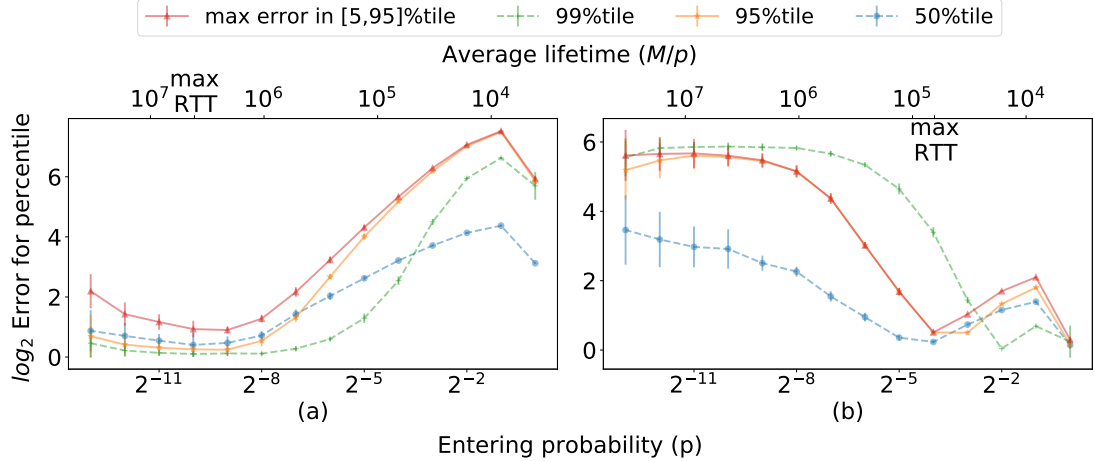 max error in [5,95]%tile 99%tile 95%tile 50%tile
Average lifetime (M/p)
10^7 max RTT 10^6 10^5 10^4
10^7 10^6 10^5 10^4
max RTT
log_2 Error for percentile
6
4
2
0
6
4
2
0
2^-11 2^-8 2^-5 2^-2
2^-11 2^-8 2^-5 2^-2
(a) (b)
Entering probability (p)